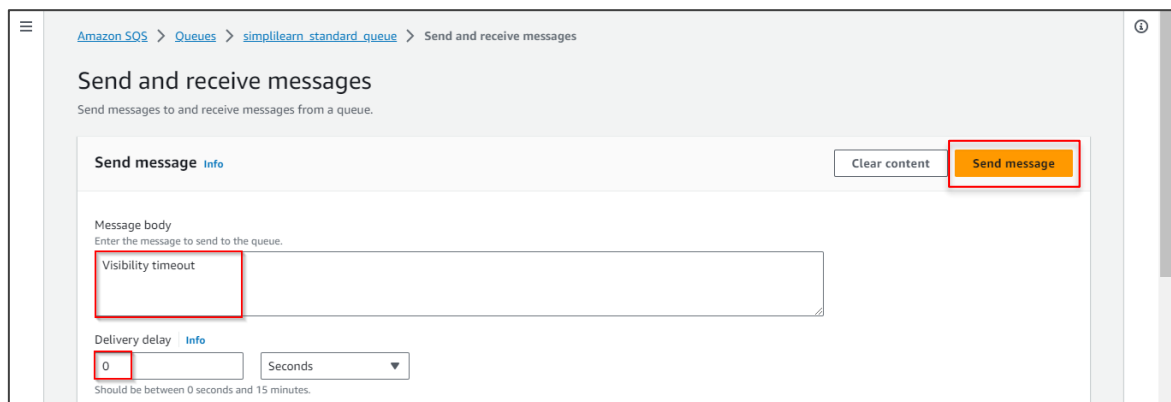 Amazon SQS > Queues > simplilearn_standard_queue > Send and receive messages
Send and receive messages
Send messages to and receive messages from a queue.
Send message Info
Clear content
Send message
Message body
Enter the message to send to the queue.
Visibility timeout
Delivery delay Info
0
Seconds
Should be between 0 seconds and 15 minutes.